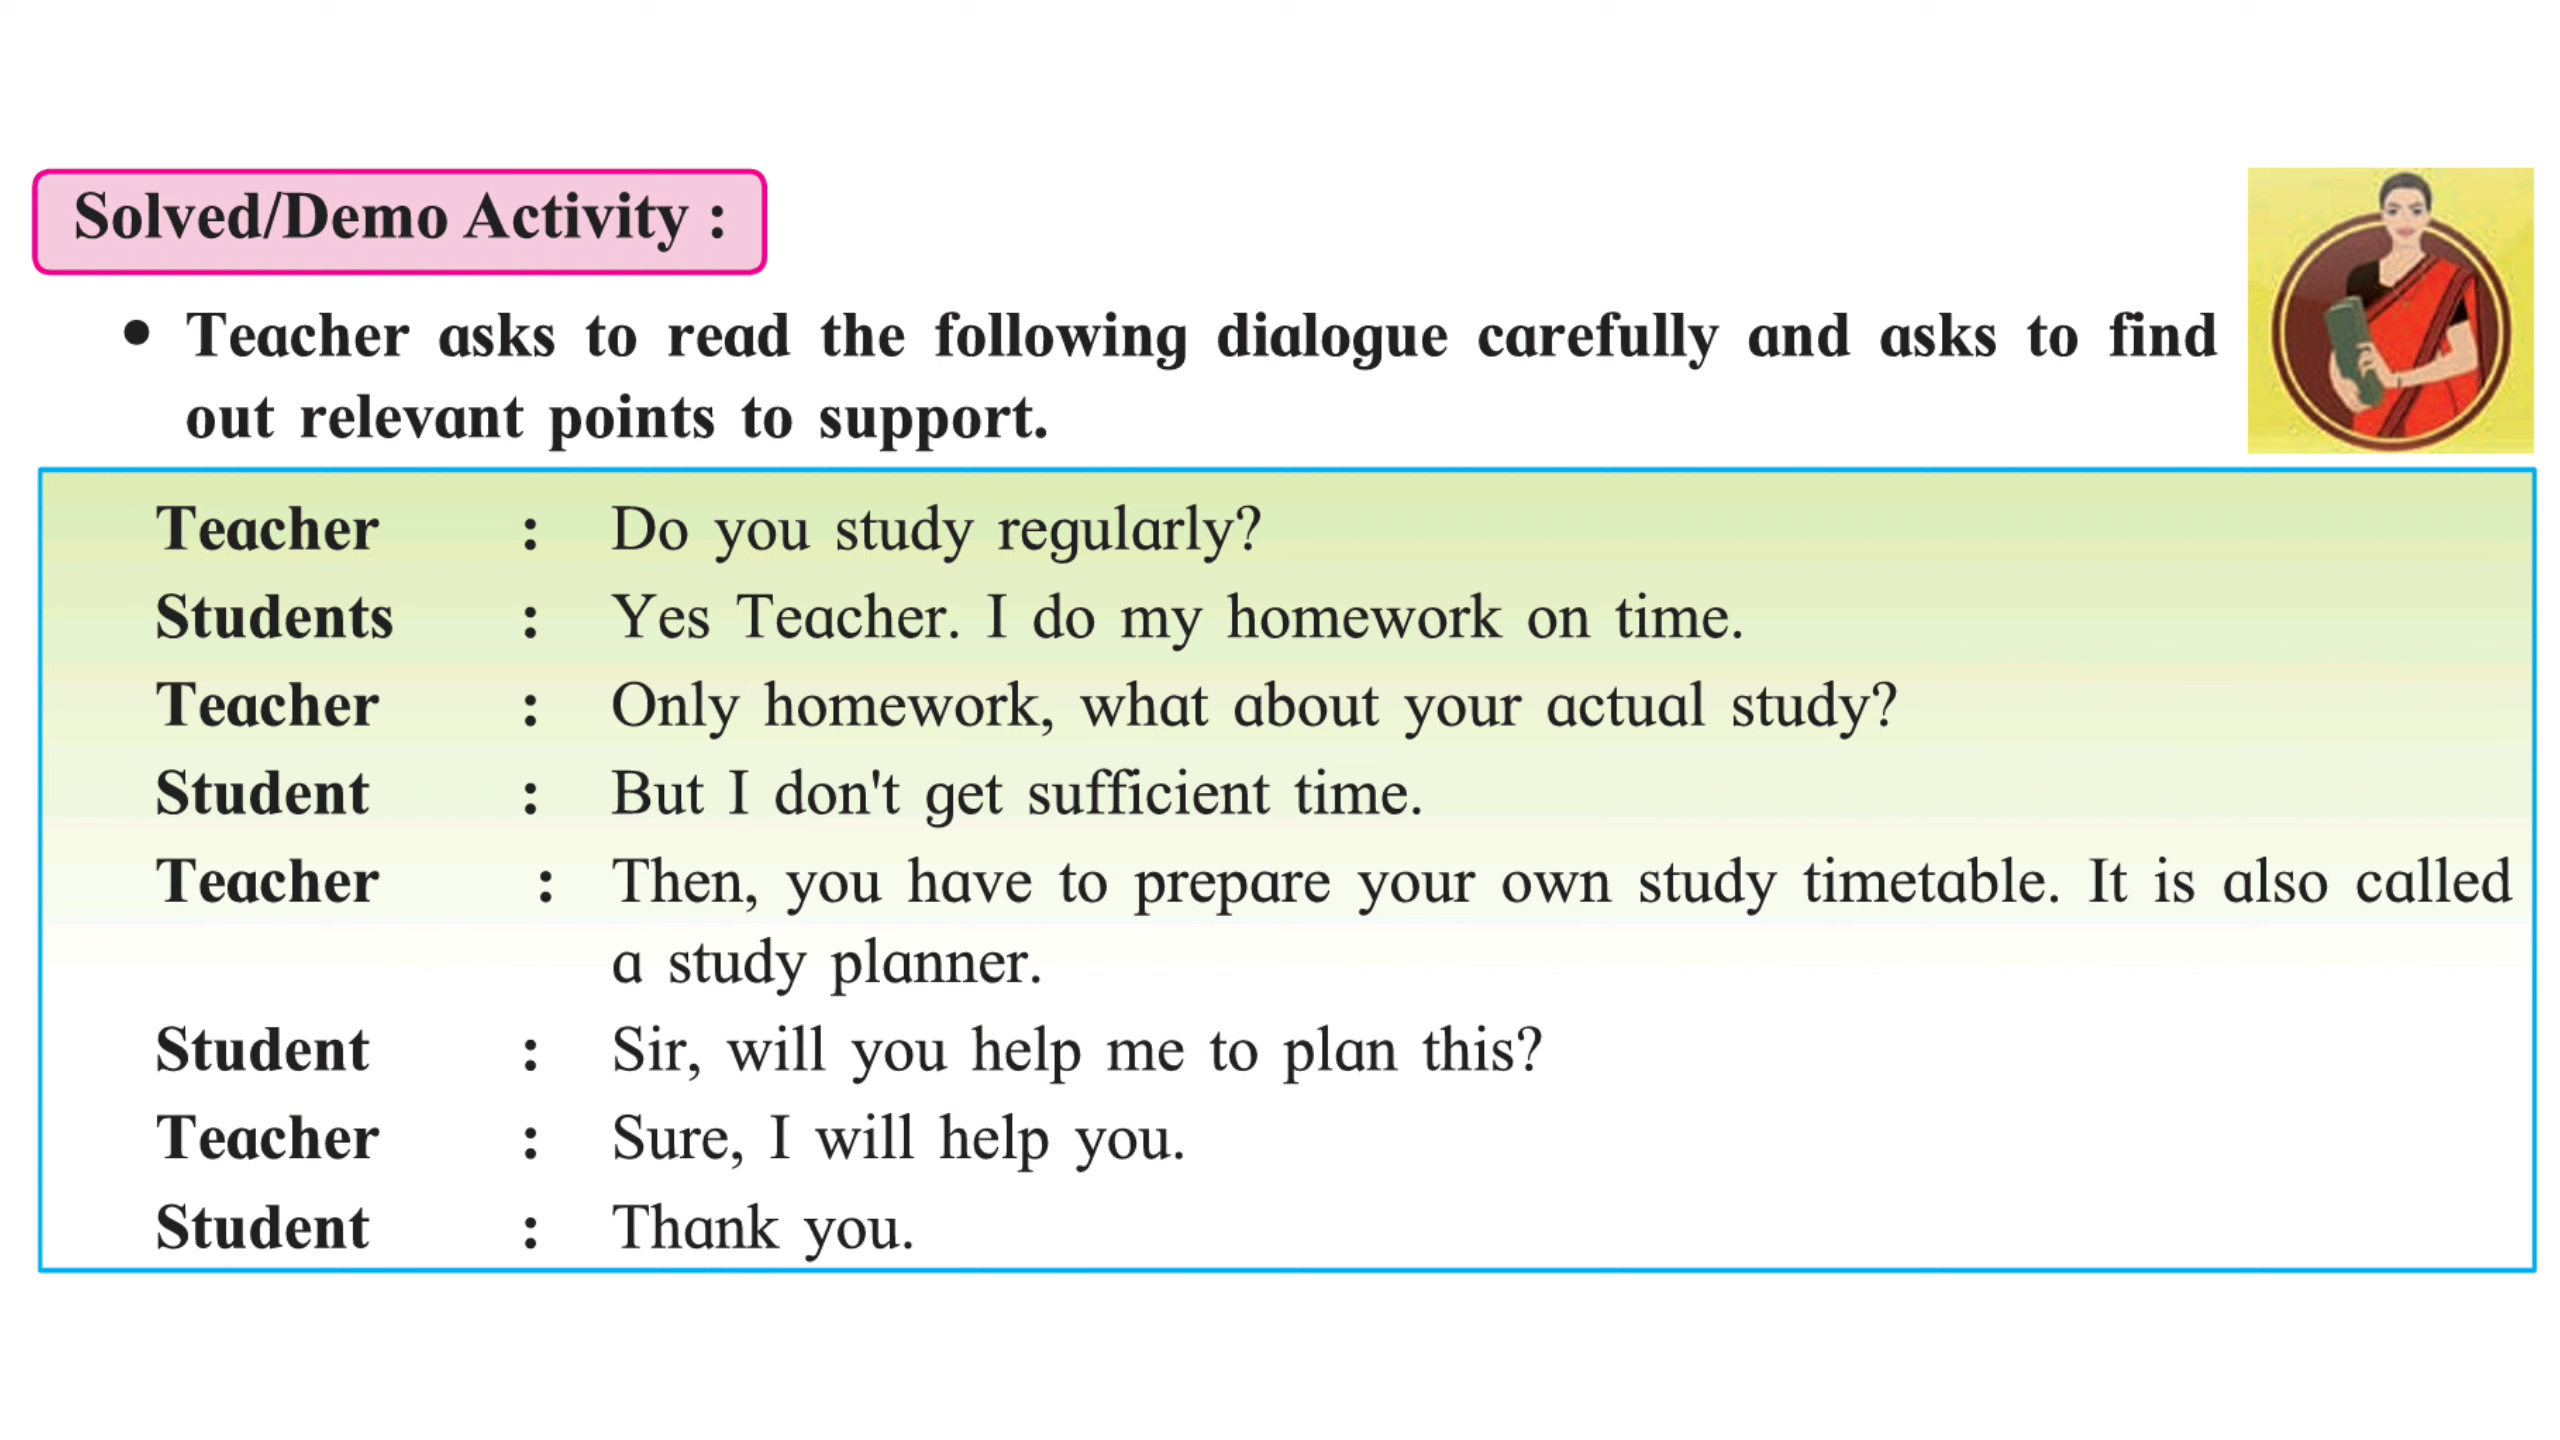 Solved/Demo Activity :
• Teacher asks to read the following dialogue carefully and asks to find
out relevant points to support.
Teacher : Do you study regularly?
Students : Yes Teacher. I do my homework on time.
Teacher : Only homework, what about your actual study?
Student : But I don't get sufficient time.
Teacher : Then, you have to prepare your own study timetable. It is also called
a study planner.
Student : Sir, will you help me to plan this?
Teacher : Sure, I will help you.
Student : Thank you.